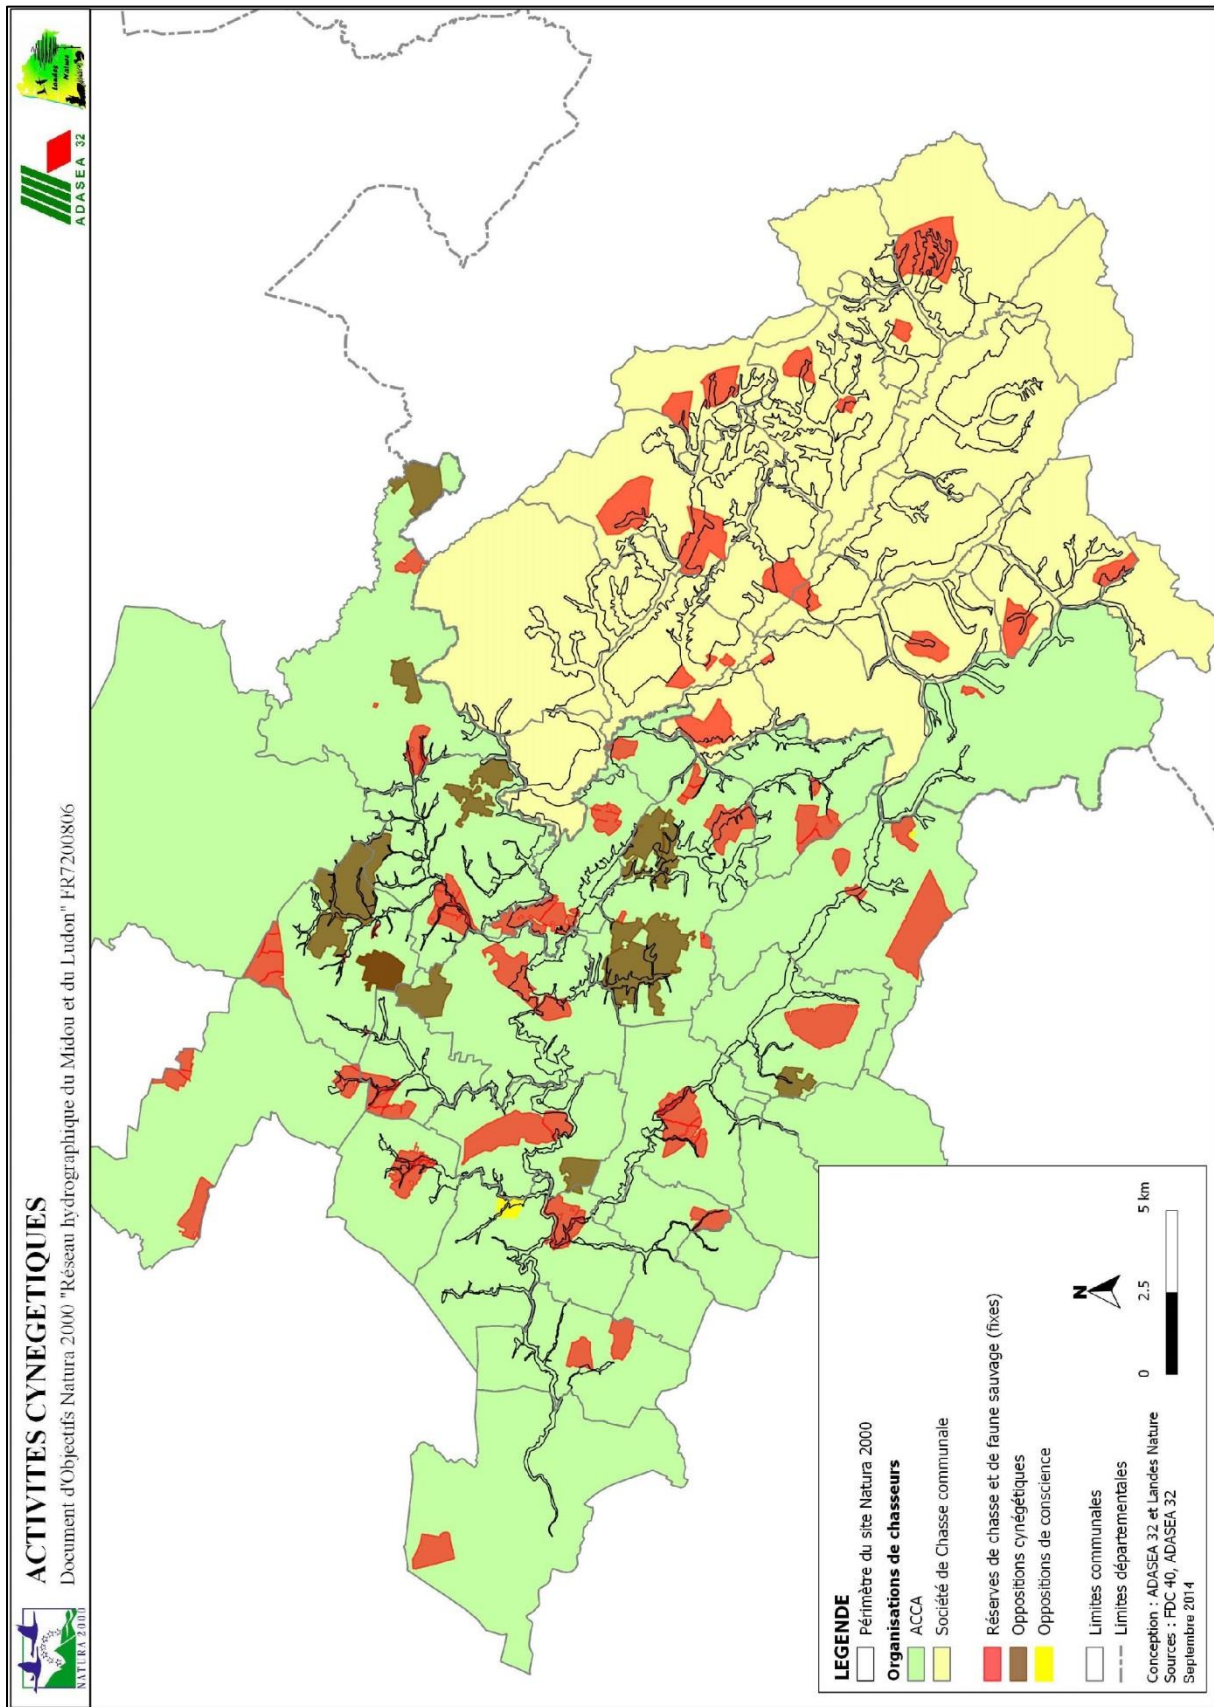 ACTIVITES CYNEGETIQUES
Document d'Objectifs Natura 2000 "Réseau hydrographique du Midou et du Ludon" FR7200806
NATURA 2000
ADASEA 32
Landes
Nature
LEGENDE
Périmètre du site Natura 2000
Organisations de chasseurs
ACCA
Société de Chasse communale
Réserves de chasse et de faune sauvage (fixes)
Oppositions cynégétiques
Oppositions de conscience
Limites communales
Limites départementales
Conception : ADASEA 32 et Landes Nature
Sources : FDC 40, ADASEA 32
Septembre 2014
N
0 2.5 5 km